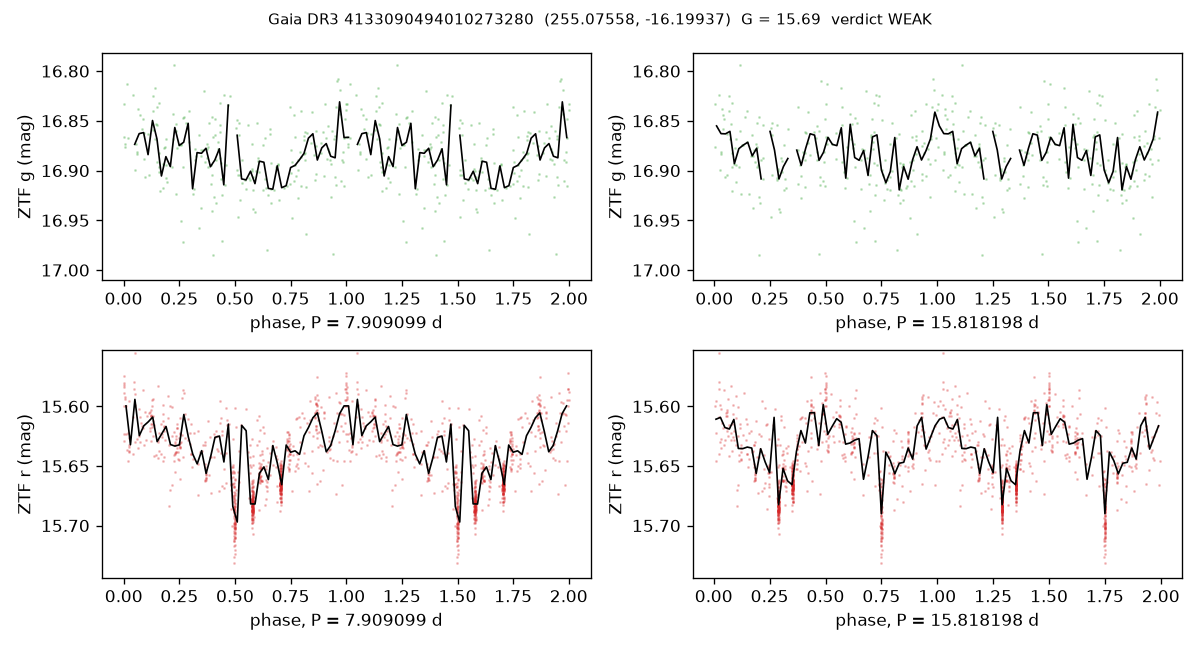 Gaia DR3 4133090494010273280 (255.07558, -16.19937) G = 15.69 verdict WEAK
ZTF g (mag)
16.80
16.85
16.90
16.95
17.00
0.00 0.25 0.50 0.75 1.00 1.25 1.50 1.75 2.00
phase, P = 7.909099 d
ZTF g (mag)
16.80
16.85
16.90
16.95
17.00
0.00 0.25 0.50 0.75 1.00 1.25 1.50 1.75 2.00
phase, P = 15.818198 d
ZTF r (mag)
15.60
15.65
15.70
0.00 0.25 0.50 0.75 1.00 1.25 1.50 1.75 2.00
phase, P = 7.909099 d
ZTF r (mag)
15.60
15.65
15.70
0.00 0.25 0.50 0.75 1.00 1.25 1.50 1.75 2.00
phase, P = 15.818198 d